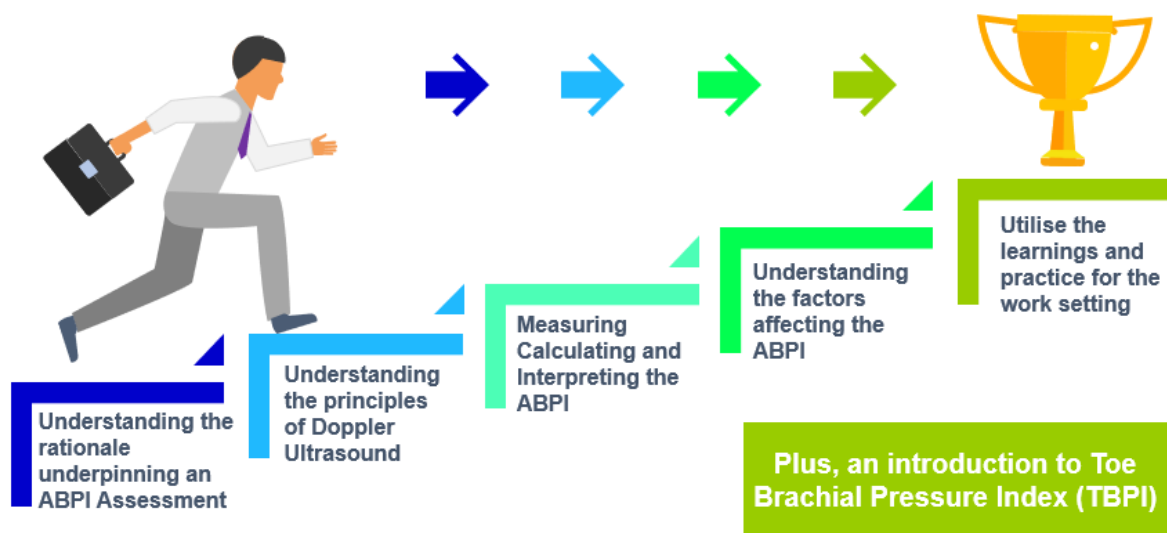 Understanding the
rationale
underpinning an
ABPI Assessment
Understanding
the principles
of Doppler
Ultrasound
Measuring
Calculating and
Interpreting the
ABPI
Understanding
the factors
affecting the
ABPI
Utilise the
learnings and
practice for the
work setting
Plus, an introduction to Toe
Brachial Pressure Index (TBPI)